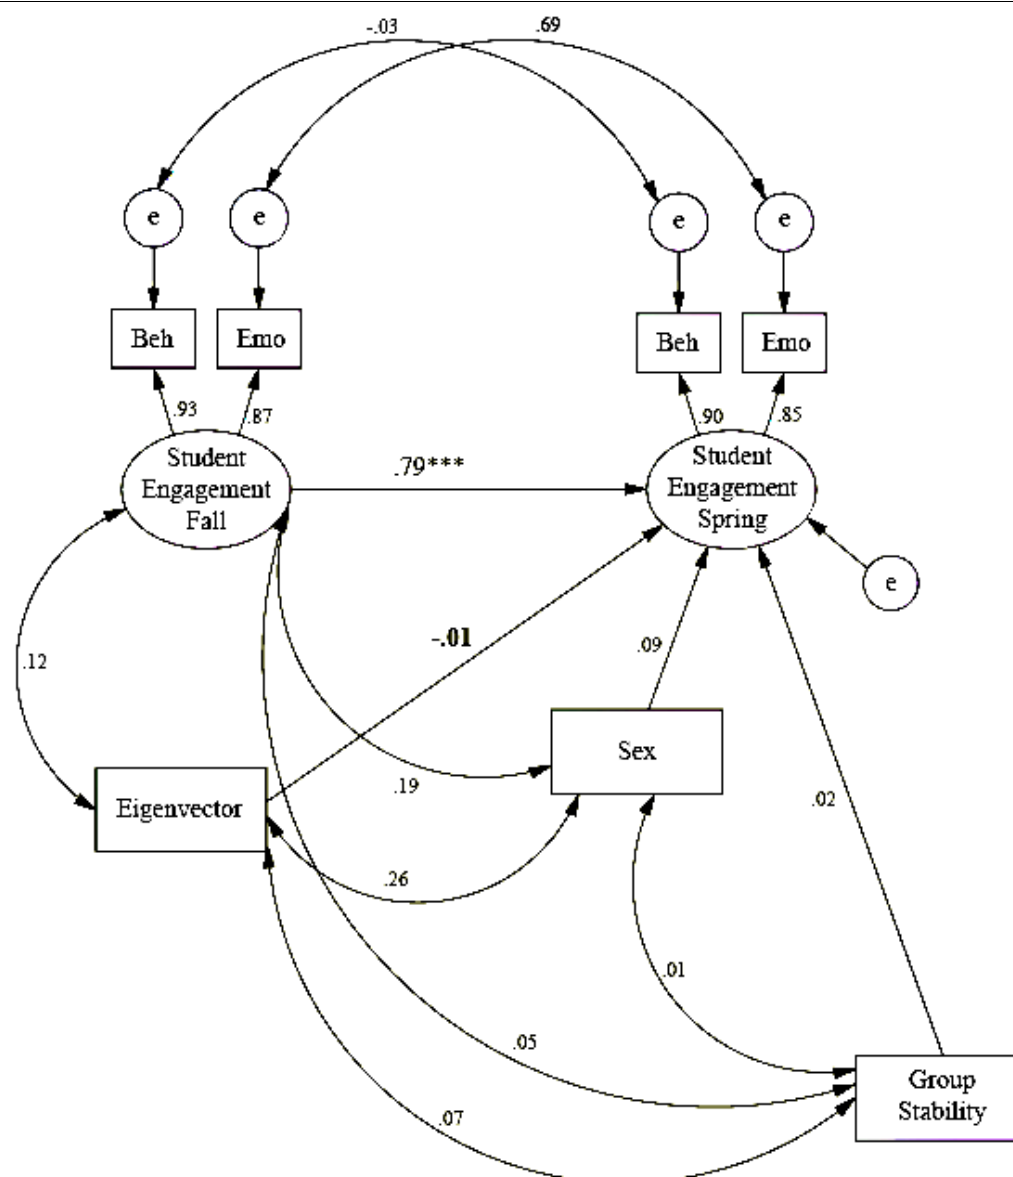 -.03
.69
e
e
e
e
Beh
Emo
Beh
Emo
.93
.87
.90
.85
Student
Engagement
Fall
.79***
Student
Engagement
Spring
e
-.01
.09
.12
Sex
.19
Eigenvector
.02
.26
.01
.05
Group
Stability
.07